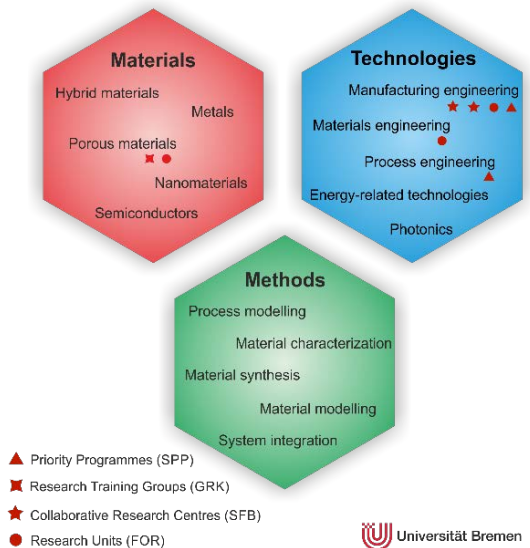 Materials
Hybrid materials
Metals
Porous materials
Nanomaterials
Semiconductors
Technologies
Manufacturing engineering
Materials engineering
Process engineering
Energy-related technologies
Photonics
Methods
Process modelling
Material characterization
Material synthesis
Material modelling
System integration
Priority Programmes (SPP)
Research Training Groups (GRK)
Collaborative Research Centres (SFB)
Research Units (FOR)
Universität Bremen